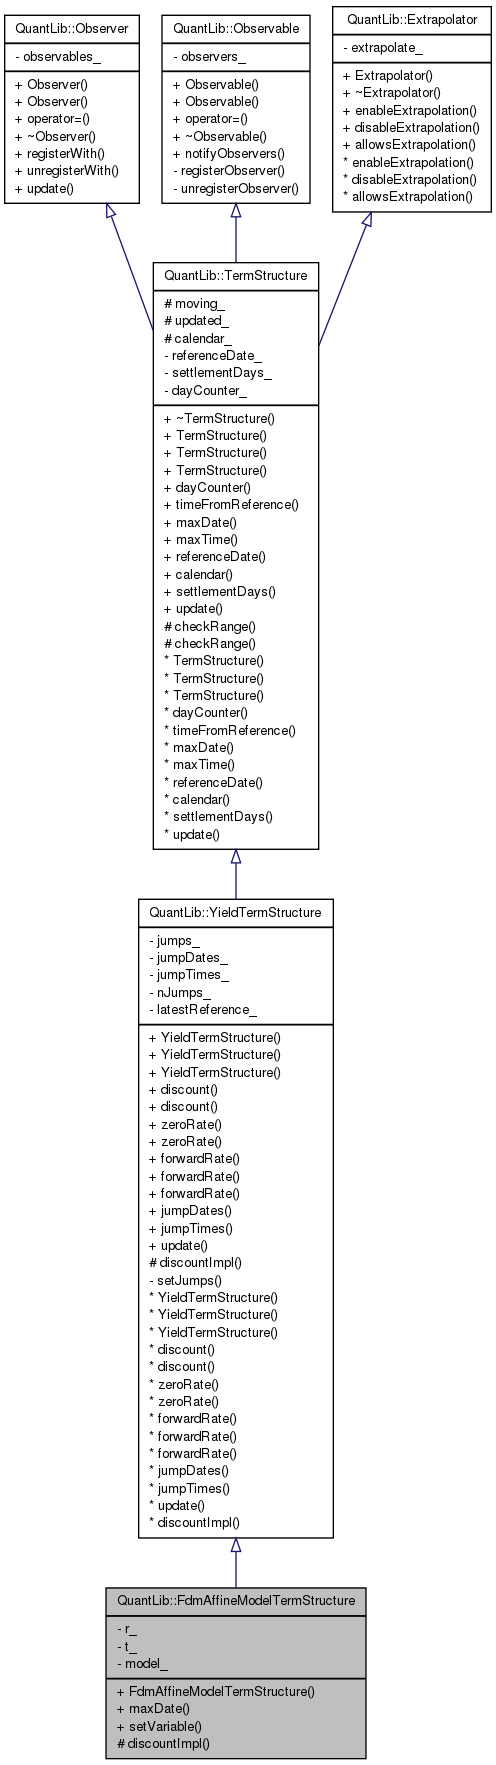 QuantLib::Observer
- observables_
+ Observer()
+ Observer()
+ operator=()
+ ~Observer()
+ registerWith()
+ unregisterWith()
+ update()
QuantLib::Observable
- observers_
+ Observable()
+ Observable()
+ operator=()
+ ~Observable()
+ notifyObservers()
- registerObserver()
- unregisterObserver()
QuantLib::Extrapolator
- extrapolate_
+ Extrapolator()
+ ~Extrapolator()
+ enableExtrapolation()
+ disableExtrapolation()
+ allowsExtrapolation()
* enableExtrapolation()
* disableExtrapolation()
* allowsExtrapolation()
QuantLib::TermStructure
# moving_
# updated_
# calendar_
- referenceDate_
- settlementDays_
- dayCounter_
+ ~TermStructure()
+ TermStructure()
+ TermStructure()
+ TermStructure()
+ dayCounter()
+ timeFromReference()
+ maxDate()
+ maxTime()
+ referenceDate()
+ calendar()
+ settlementDays()
+ update()
# checkRange()
# checkRange()
* TermStructure()
* TermStructure()
* TermStructure()
* dayCounter()
* timeFromReference()
* maxDate()
* maxTime()
* referenceDate()
* calendar()
* settlementDays()
* update()
QuantLib::YieldTermStructure
- jumps_
- jumpDates_
- jumpTimes_
- nJumps_
- latestReference_
+ YieldTermStructure()
+ YieldTermStructure()
+ YieldTermStructure()
+ discount()
+ discount()
+ zeroRate()
+ zeroRate()
+ forwardRate()
+ forwardRate()
+ forwardRate()
+ jumpDates()
+ jumpTimes()
+ update()
# discountImpl()
- setJumps()
* YieldTermStructure()
* YieldTermStructure()
* YieldTermStructure()
* discount()
* discount()
* zeroRate()
* zeroRate()
* forwardRate()
* forwardRate()
* forwardRate()
* jumpDates()
* jumpTimes()
* update()
* discountImpl()
QuantLib::FdmAffineModelTermStructure
- r_
- t_
- model_
+ FdmAffineModelTermStructure()
+ maxDate()
+ setVariable()
# discountImpl()